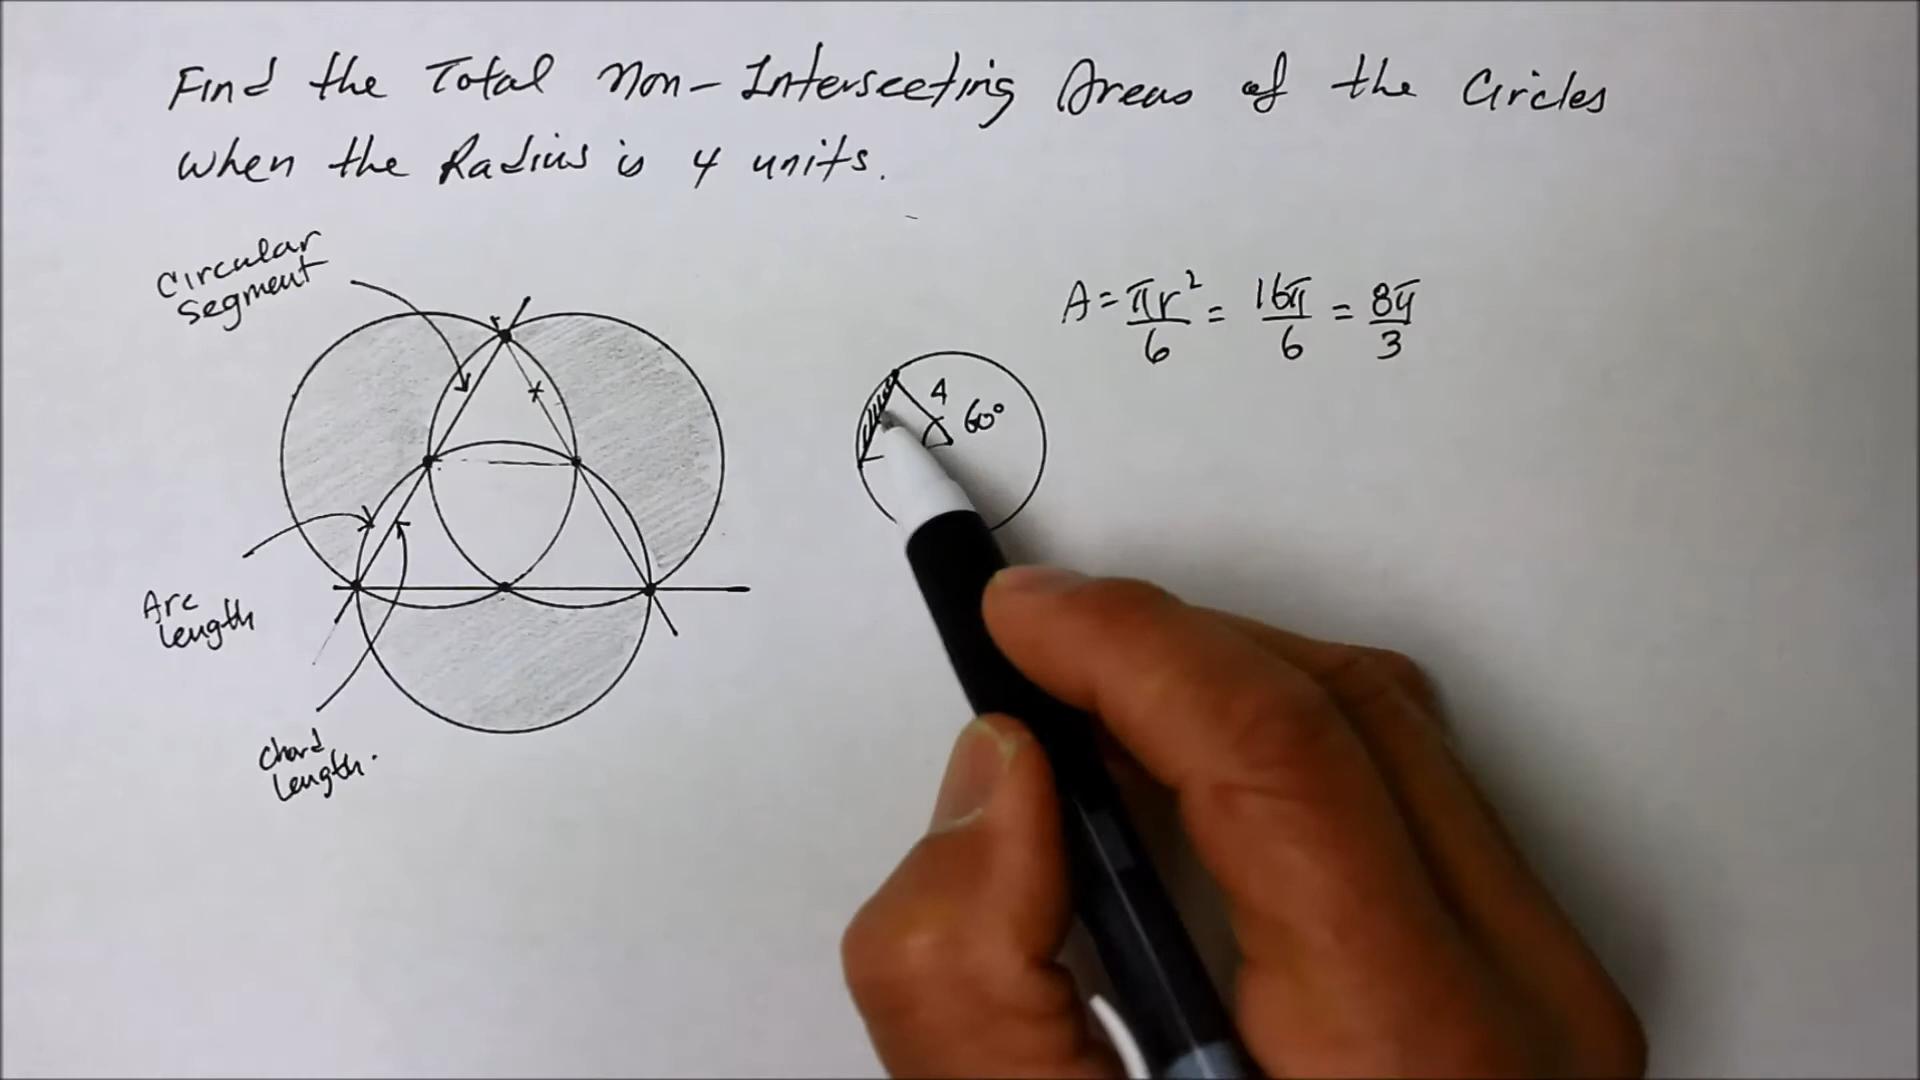 Find the Total Non-Intersecting Areas of the Circles
when the Radius is 4 units.
Circular
segment
A = πr²/6 = 16π/6 = 8π/3
4
60°
Arc
length
chord
length.